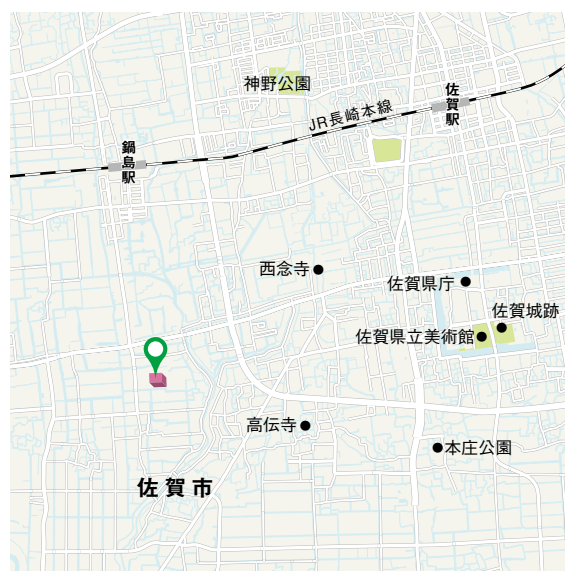 神野公園
佐賀駅
JR長崎本線
鍋島駅
西念寺
佐賀県庁
佐賀城跡
佐賀県立美術館
高伝寺
本庄公園
佐賀市